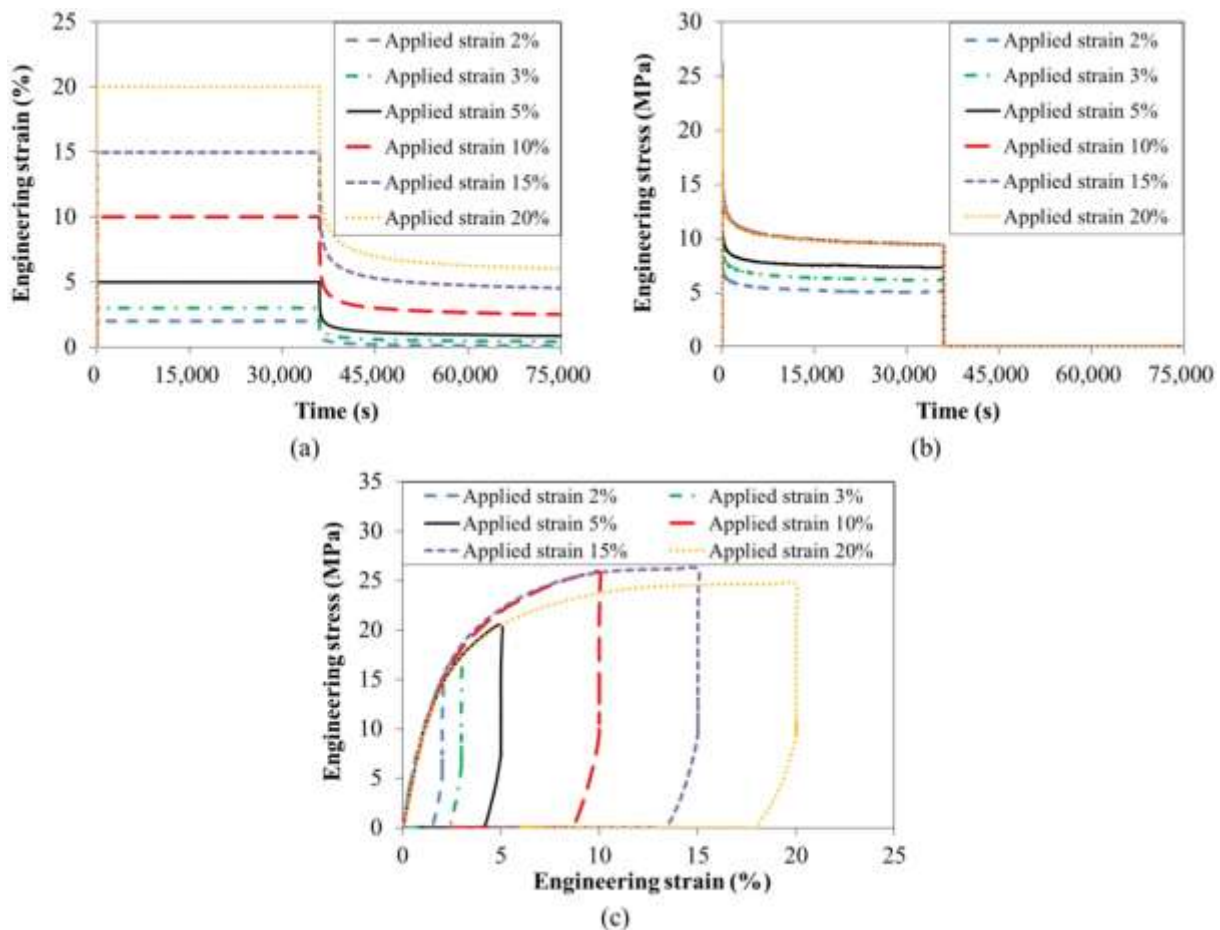 Engineering strain (%)
25
20
15
10
5
0
Applied strain 2%
Applied strain 3%
Applied strain 5%
Applied strain 10%
Applied strain 15%
Applied strain 20%
0 15,000 30,000 45,000 60,000 75,000
Time (s)
(a)
Engineering stress (MPa)
30
25
20
15
10
5
0
Applied strain 2%
Applied strain 3%
Applied strain 5%
Applied strain 10%
Applied strain 15%
Applied strain 20%
0 15,000 30,000 45,000 60,000 75,000
Time (s)
(b)
Engineering stress (MPa)
35
30
25
20
15
10
5
0
Applied strain 2% Applied strain 3%
Applied strain 5% Applied strain 10%
Applied strain 15% Applied strain 20%
0 5 10 15 20 25
Engineering strain (%)
(c)